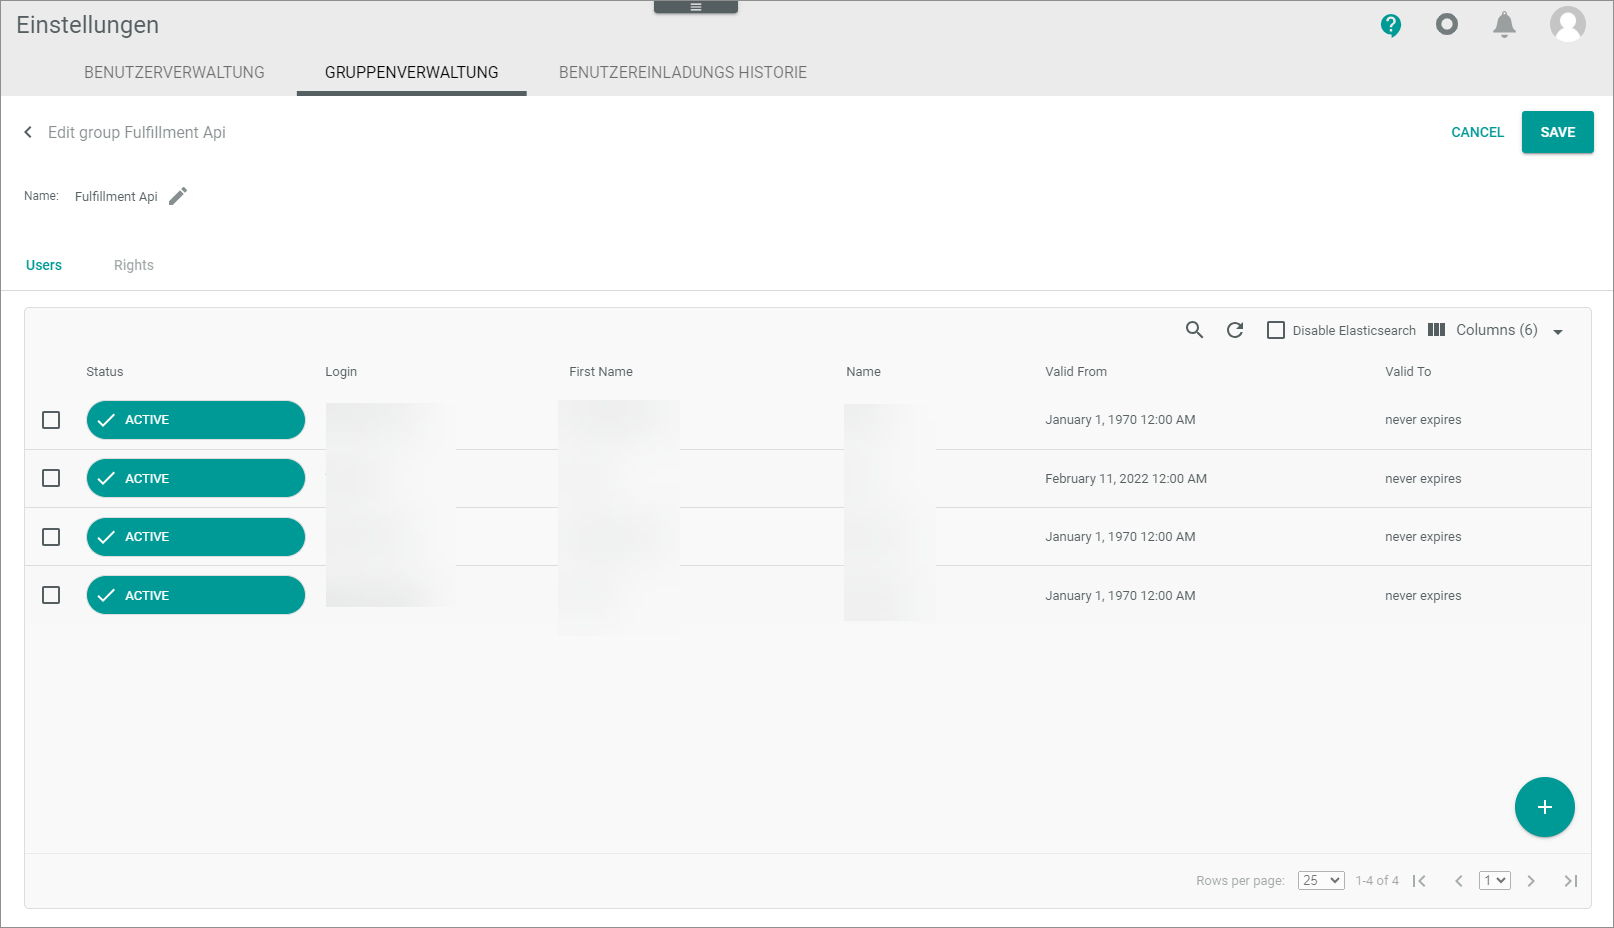 Einstellungen
BENUTZERVERWALTUNG GRUPPENVERWALTUNG BENUTZEREINLADUNGS HISTORIE
Edit group Fulfillment Api CANCEL SAVE
Name: Fulfillment Api
Users Rights
Disable Elasticsearch Columns (6)
Status Login First Name Name Valid From Valid To
ACTIVE January 1, 1970 12:00 AM never expires
ACTIVE February 11, 2022 12:00 AM never expires
ACTIVE January 1, 1970 12:00 AM never expires
ACTIVE January 1, 1970 12:00 AM never expires
Rows per page: 25 1-4 of 4 1